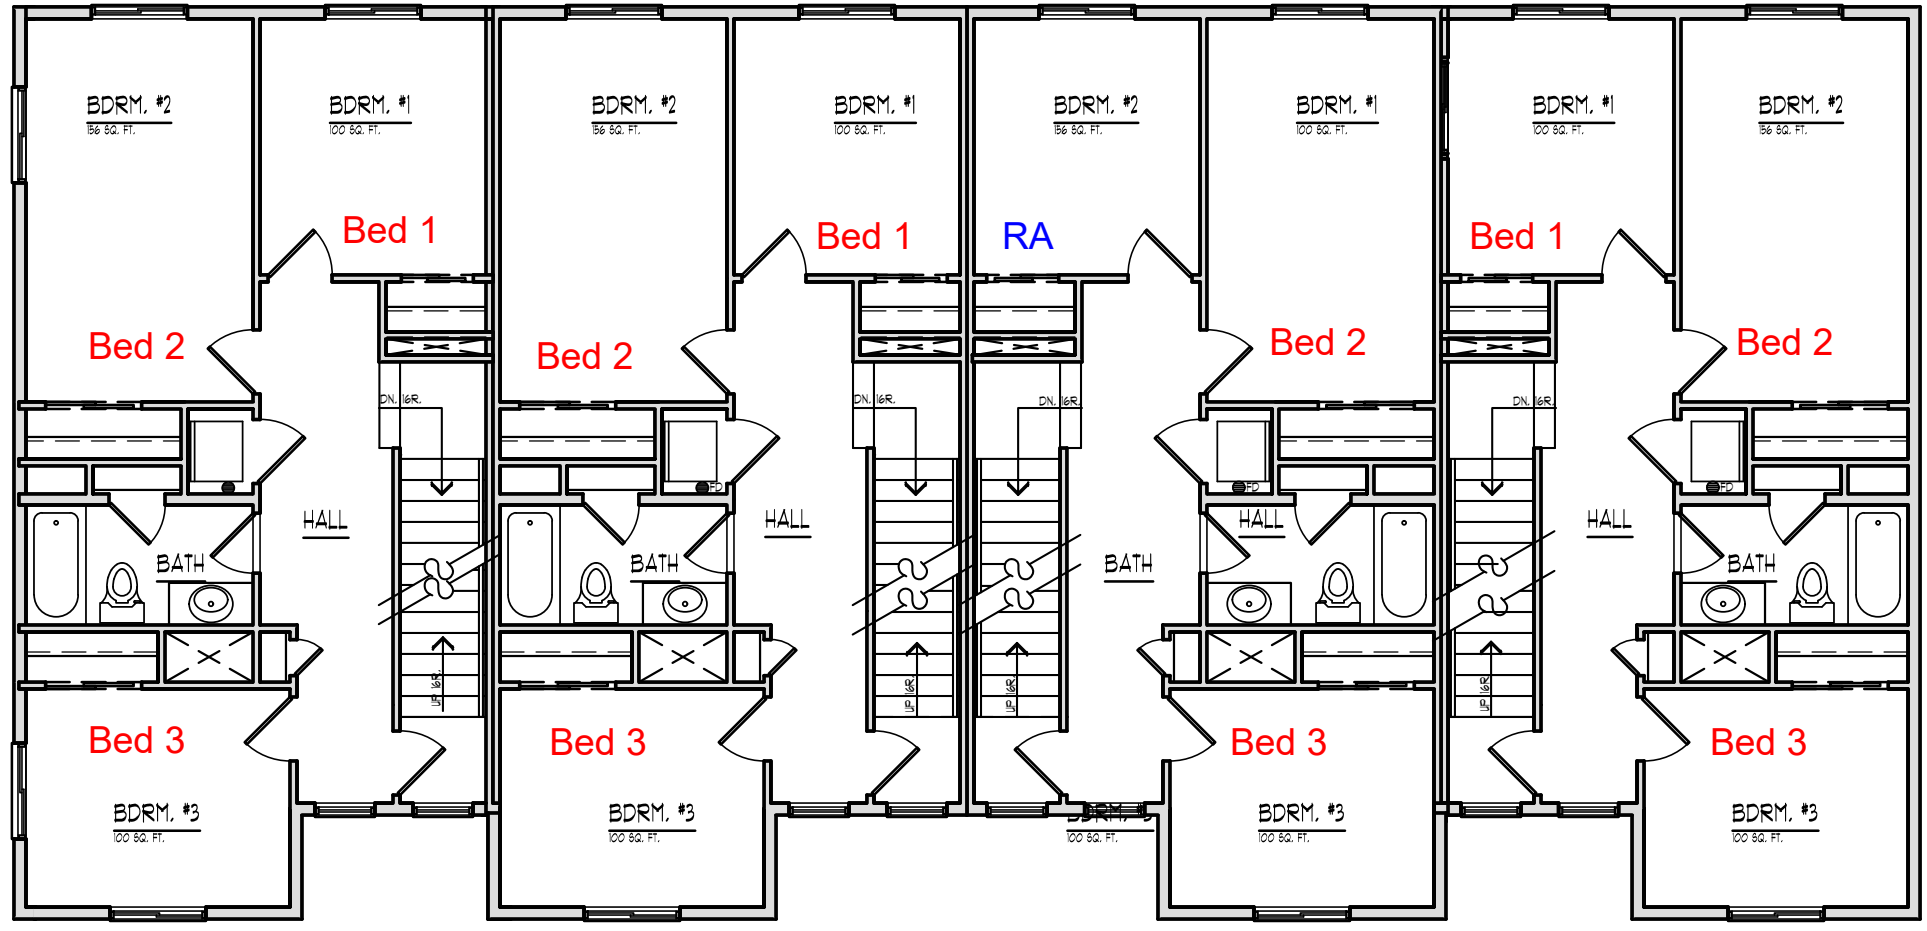 BDRM. #2
156 SQ. FT.
BDRM. #1
100 SQ. FT.
BDRM. #2
156 SQ. FT.
BDRM. #1
100 SQ. FT.
BDRM. #2
156 SQ. FT.
BDRM. #1
100 SQ. FT.
BDRM. #1
100 SQ. FT.
BDRM. #2
156 SQ. FT.
Bed 1
Bed 1
RA
Bed 1
Bed 2
Bed 2
Bed 2
Bed 2
DN. 16R.
DN. 16R.
DN. 16R.
DN. 16R.
FD
FD
FD
HALL
HALL
HALL
HALL
BATH
BATH
BATH
BATH
UP 16R.
UP 16R.
UP 16R.
UP 16R.
Bed 3
Bed 3
Bed 3
Bed 3
BDRM. #3
100 SQ. FT.
BDRM. #3
100 SQ. FT.
BDRM. #3
100 SQ. FT.
BDRM. #3
100 SQ. FT.
BDRM. #3
100 SQ. FT.